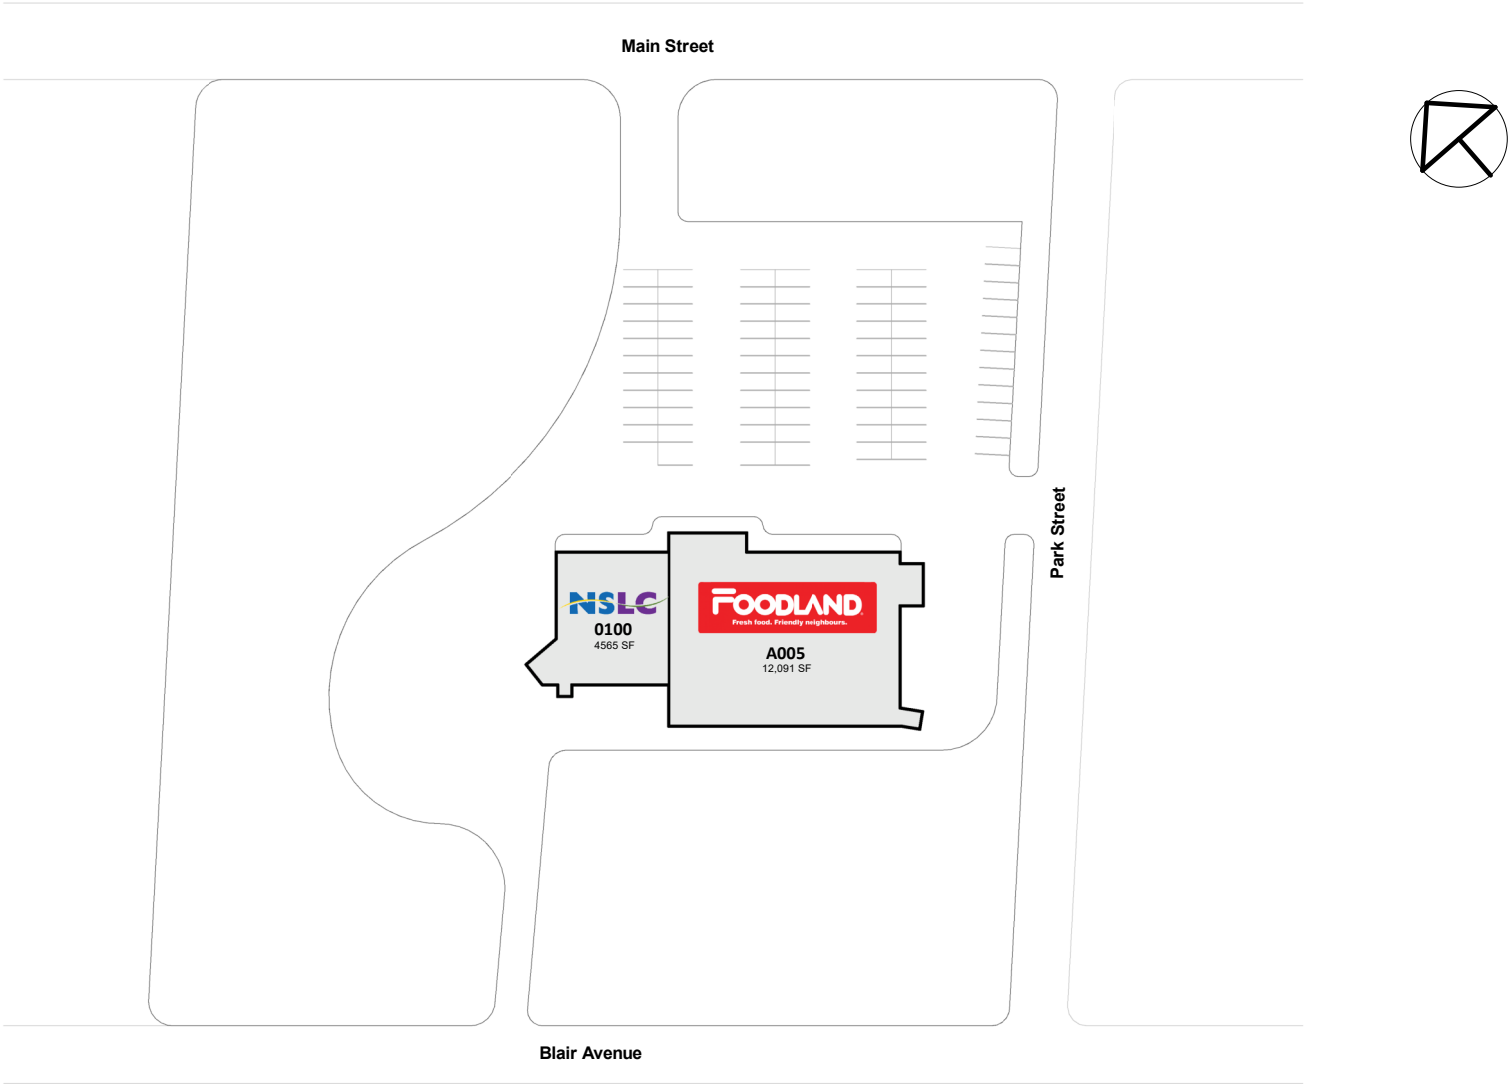 Main Street
Park Street
NSLC
0100
4565 SF
FOODLAND
Fresh food. Friendly neighbours.
A005
12,091 SF
Blair Avenue